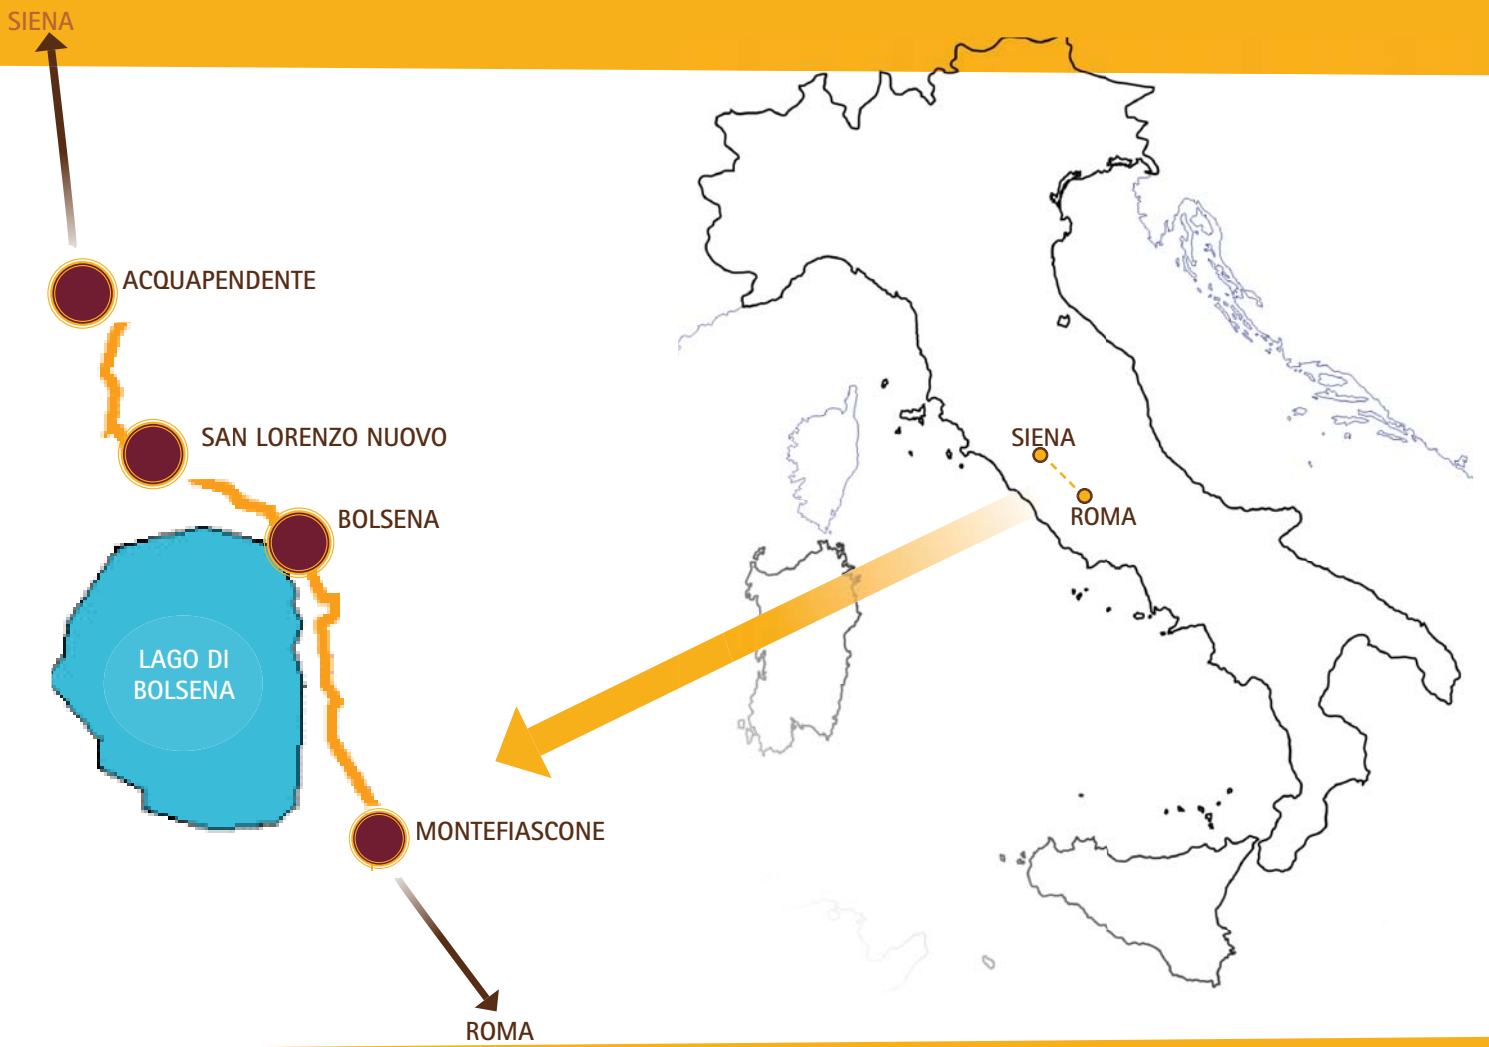 SIENA
ACQUAPENDENTE
SAN LORENZO NUOVO
BOLSENA
LAGO DI
BOLSENA
MONTEFIASCONE
ROMA
SIENA
ROMA